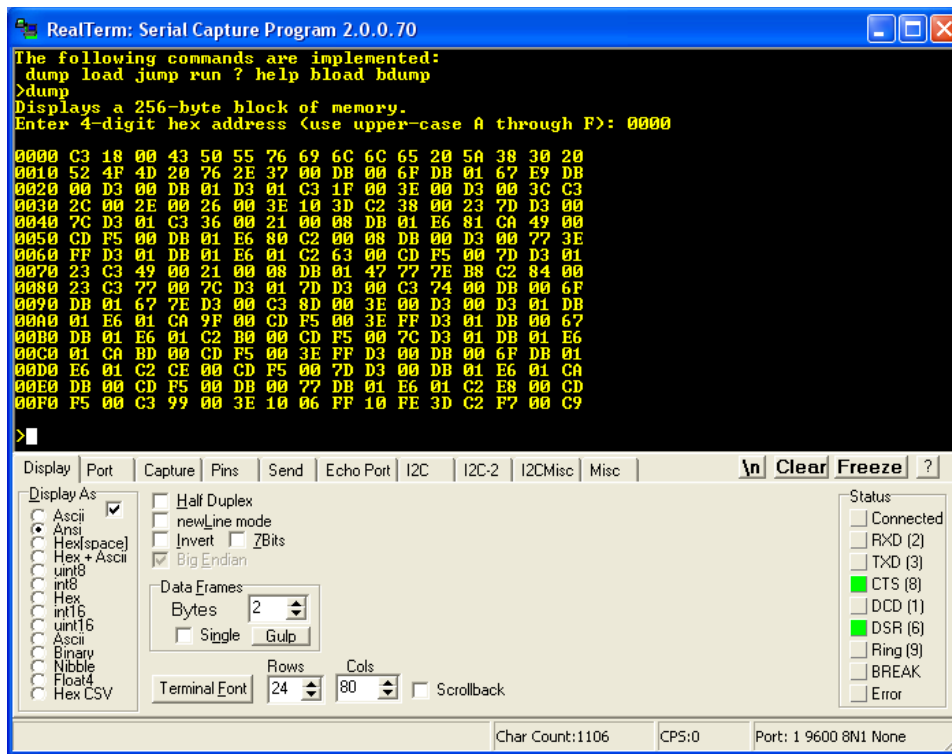 RealTerm: Serial Capture Program 2.0.0.70
The following commands are implemented:
dump load jump run ? help bload bdump
>dump
Displays a 256-byte block of memory.
Enter 4-digit hex address (use upper-case A through F): 0000
0000 C3 18 00 43 50 55 76 69 6C 6C 65 20 5A 38 30 20
0010 52 4F 4D 20 76 2E 37 00 DB 00 6F DB 01 67 E9 DB
0020 00 D3 00 DB 01 D3 01 C3 1F 00 3E 00 D3 00 3C C3
0030 2C 00 2E 00 26 00 3E 10 3D C2 38 00 23 7D D3 00
0040 7C D3 01 C3 36 00 21 00 08 DB 01 E6 81 CA 49 00
0050 CD F5 00 DB 01 E6 80 C2 00 08 DB 00 D3 00 77 3E
0060 FF D3 01 DB 01 E6 01 C2 63 00 CD F5 00 7D D3 01
0070 23 C3 49 00 21 00 08 DB 01 47 77 7E B8 C2 84 00
0080 23 C3 77 00 7C D3 01 7D D3 00 C3 74 00 DB 00 6F
0090 DB 01 67 7E D3 00 C3 8D 00 3E 00 D3 00 D3 01 DB
00A0 01 E6 01 CA 9F 00 CD F5 00 3E FF D3 01 DB 00 67
00B0 DB 01 E6 01 C2 B0 00 CD F5 00 7C D3 01 DB 01 E6
00C0 01 CA BD 00 CD F5 00 3E FF D3 00 DB 00 6F DB 01
00D0 E6 01 C2 CE 00 CD F5 00 7D D3 00 DB 01 E6 01 CA
00E0 DB 00 CD F5 00 DB 00 77 DB 01 E6 01 C2 E8 00 CD
00F0 F5 00 C3 99 00 3E 10 06 FF 10 FE 3D C2 F7 00 C9
>
Display Port Capture Pins Send Echo Port I2C I2C-2 I2CMisc Misc \n Clear Freeze ?
Display As
Ascii
Ansi
Hex[space]
Hex + Ascii
uint8
int8
Hex
int16
uint16
Ascii
Binary
Nibble
Float4
Hex CSV
Half Duplex
newLine mode
Invert 7Bits
Big Endian
Data Frames
Bytes 2
Single Gulp
Rows Cols
Terminal Font 24 80 Scrollback
Status
Connected
RXD (2)
TXD (3)
CTS (8)
DCD (1)
DSR (6)
Ring (9)
BREAK
Error
Char Count:1106 CPS:0 Port: 1 9600 8N1 None